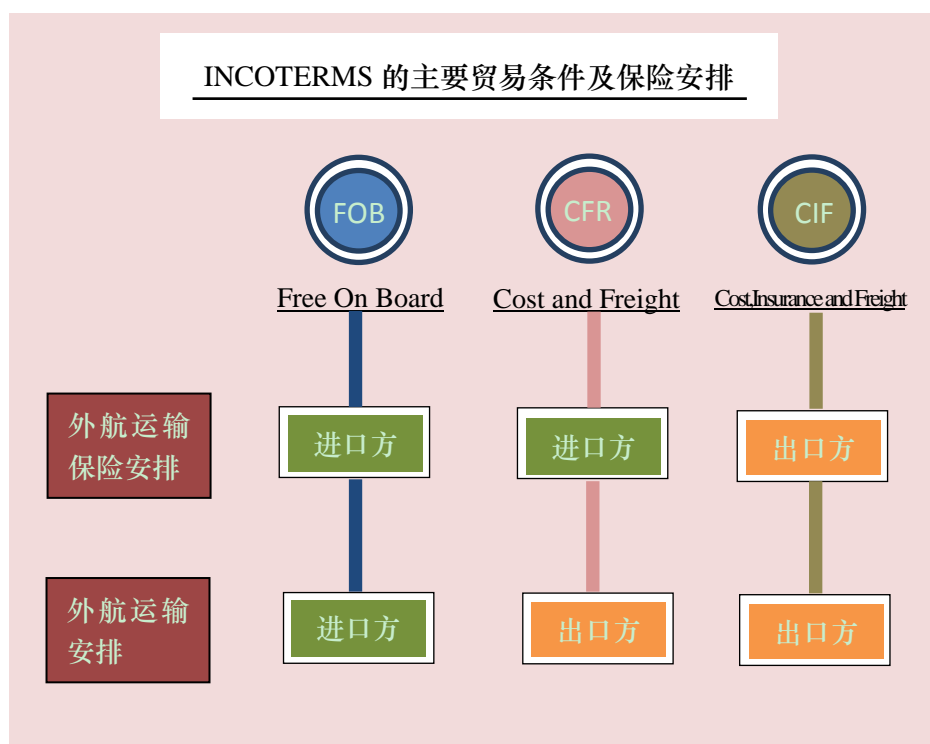 INCOTERMS 的主要贸易条件及保险安排
FOB
CFR
CIF
Free On Board
Cost and Freight
Cost,Insurance and Freight
外航运输
保险安排
进口方
进口方
出口方
外航运输
安排
进口方
出口方
出口方